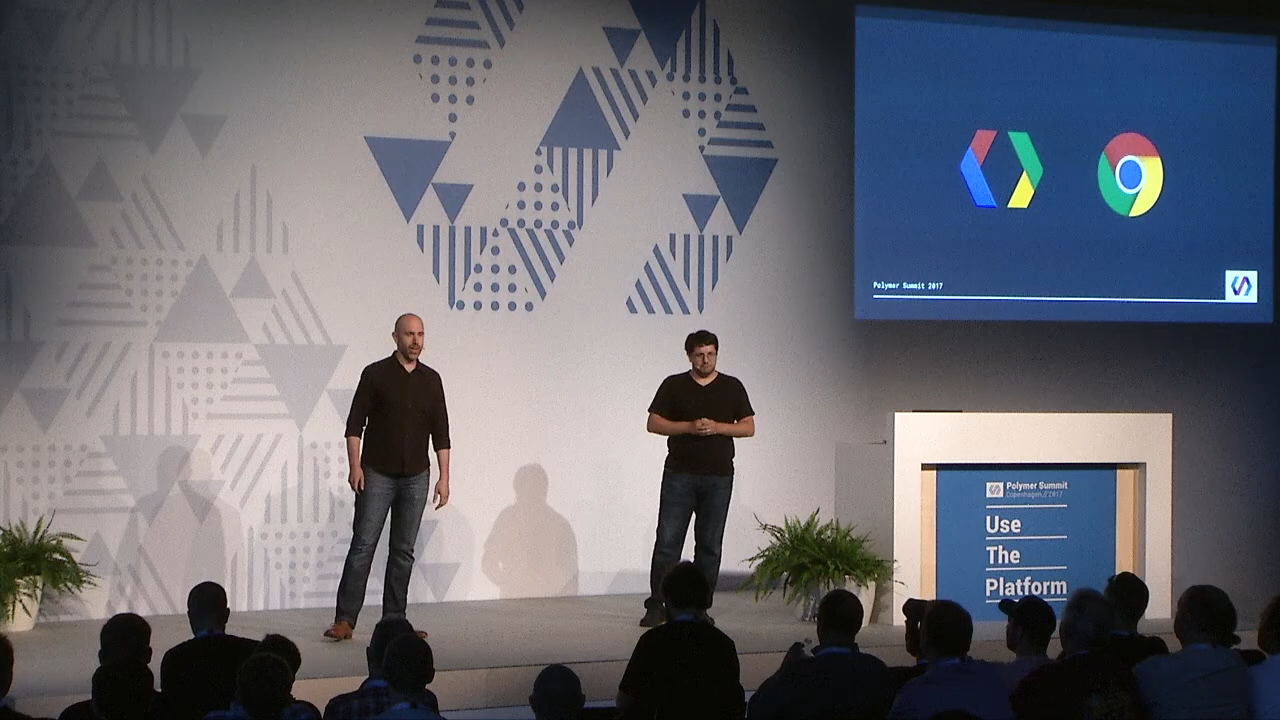 Polymer Summit 2017
Polymer Summit
Copenhagen // 2017
Use
The
Platform